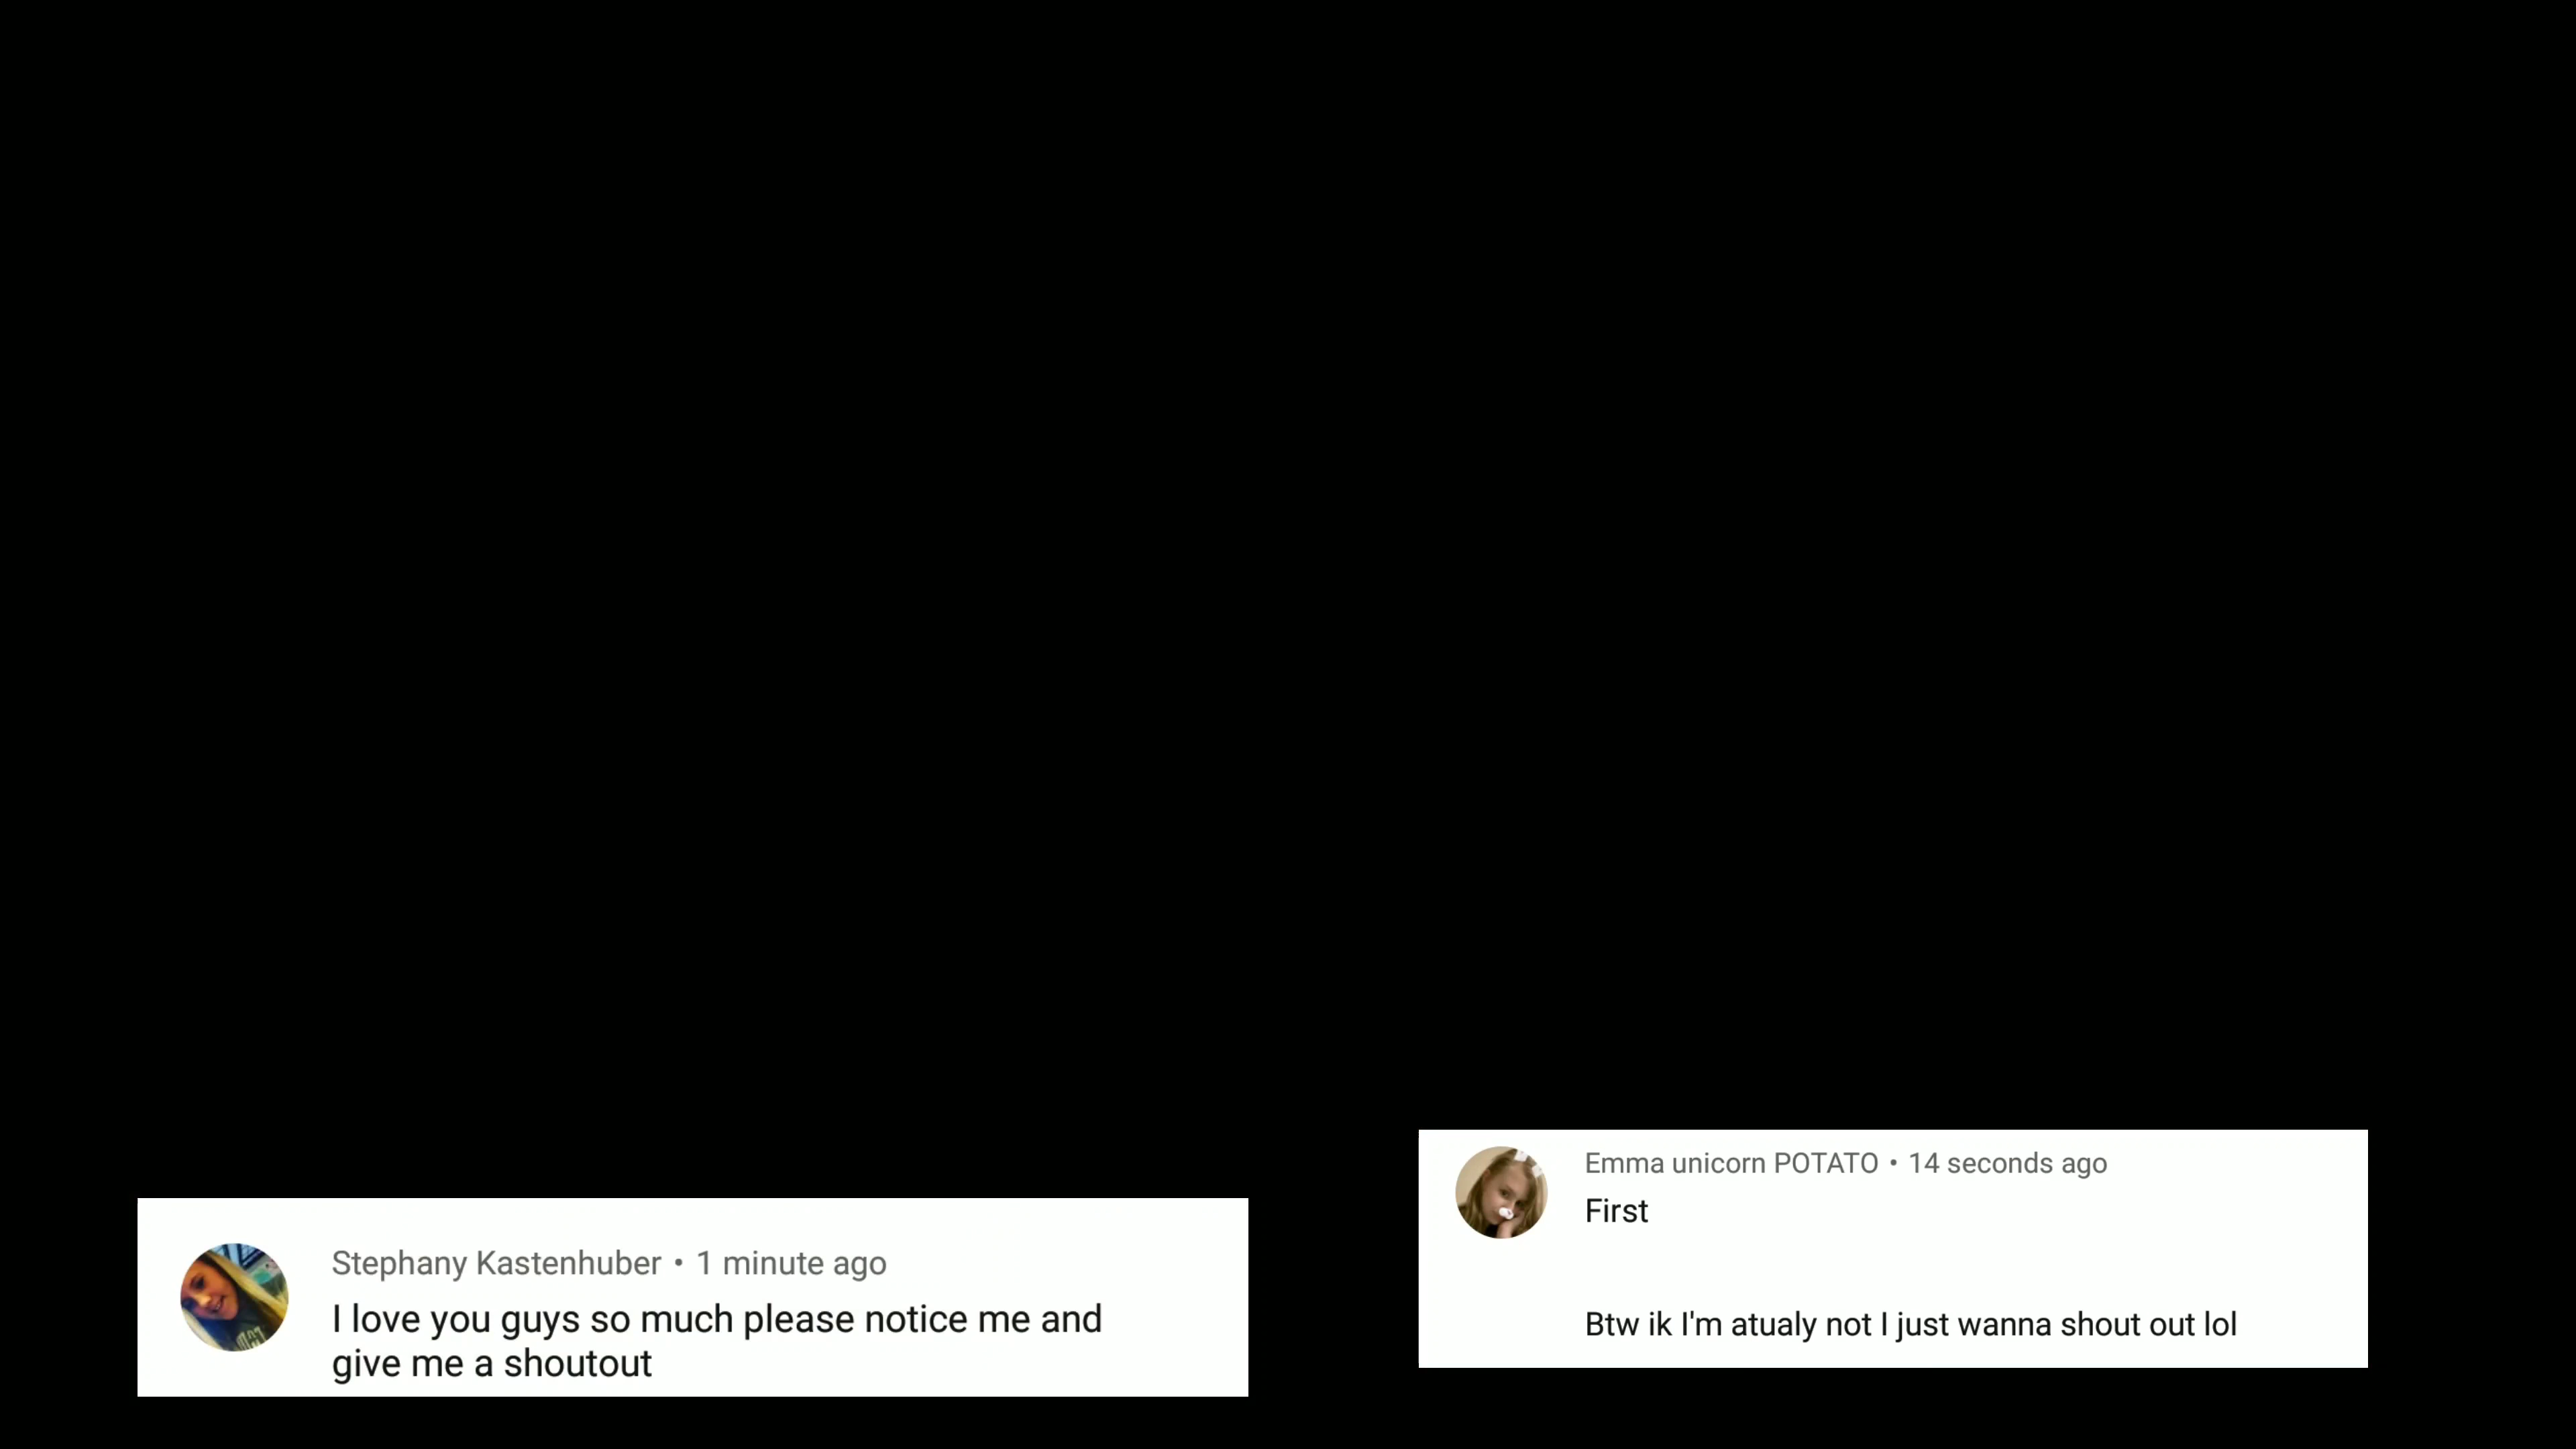 Stephany Kastenhuber • 1 minute ago
I love you guys so much please notice me and
give me a shoutout
Emma unicorn POTATO • 14 seconds ago
First
Btw ik I'm atualy not I just wanna shout out lol